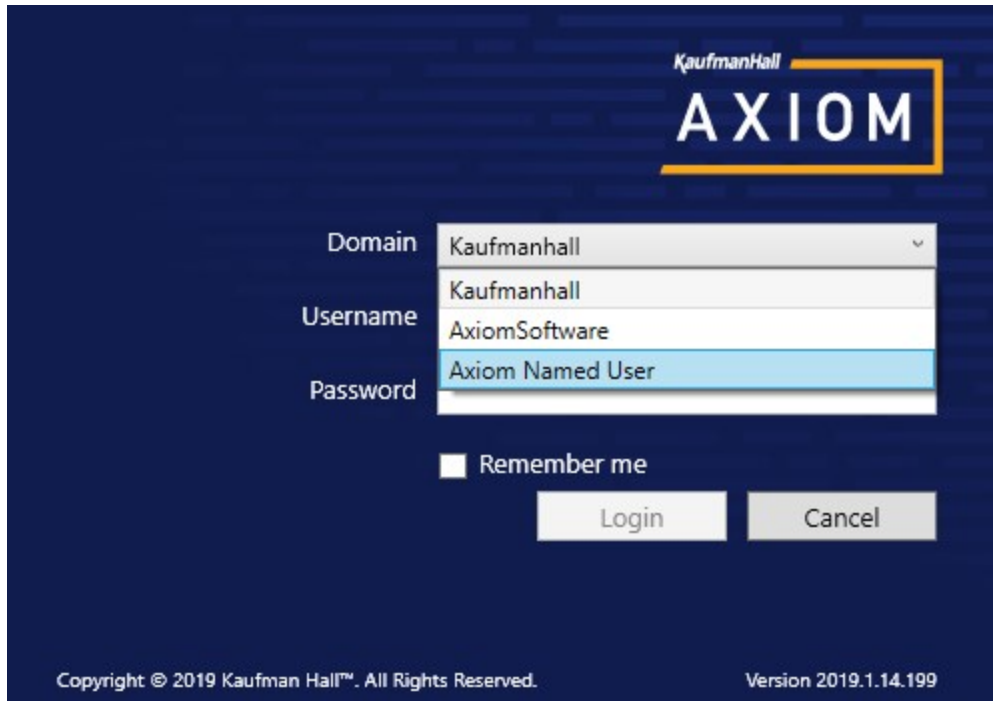 KaufmanHall
AXIOM
Domain Kaufmanhall
Kaufmanhall
Username
AxiomSoftware
Axiom Named User
Password
Remember me
Login Cancel
Copyright © 2019 Kaufman Hall™. All Rights Reserved. Version 2019.1.14.199